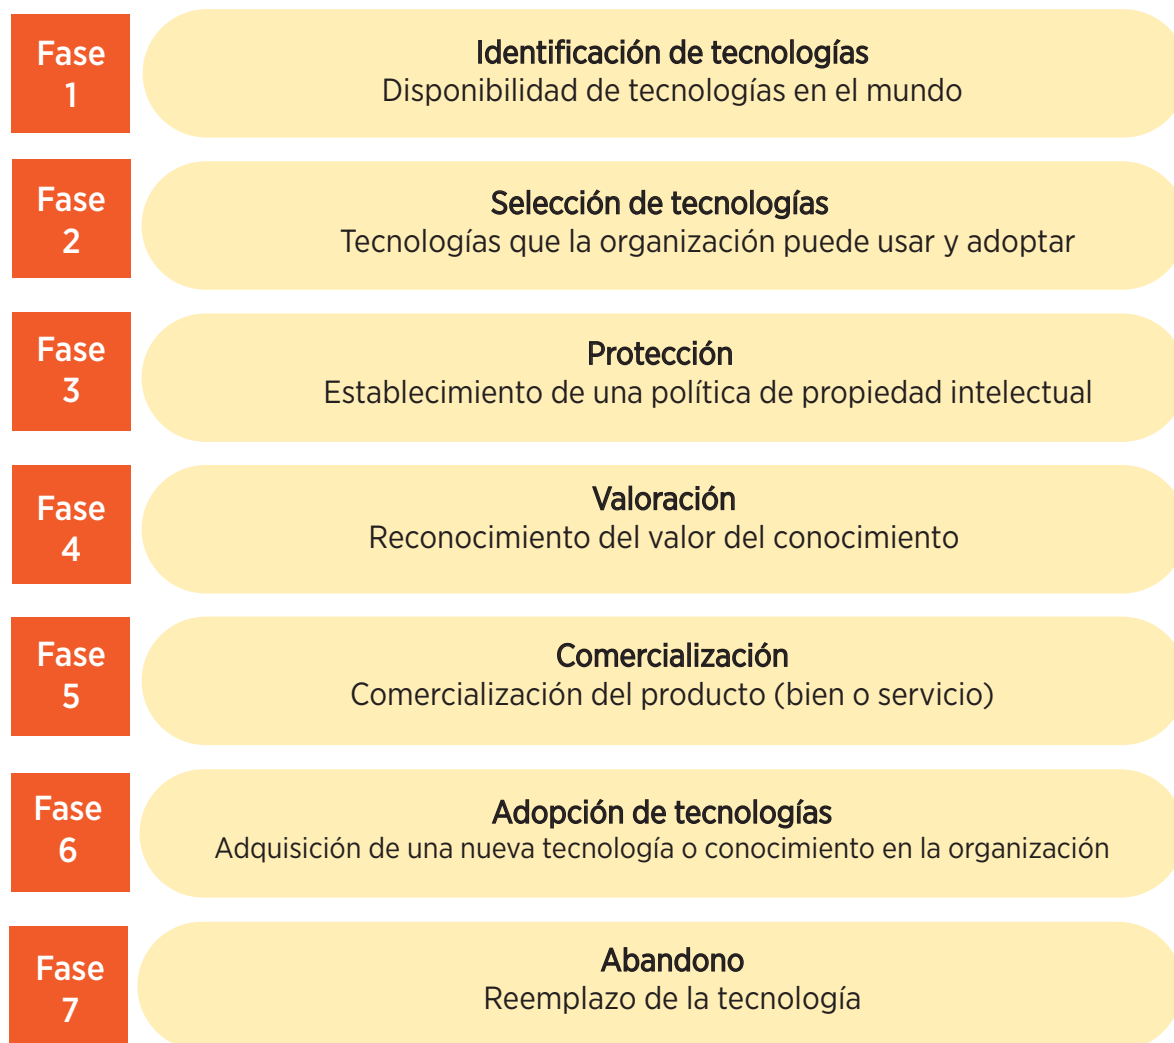 Fase
1
Identificación de tecnologías
Disponibilidad de tecnologías en el mundo
Fase
2
Selección de tecnologías
Tecnologías que la organización puede usar y adoptar
Fase
3
Protección
Establecimiento de una política de propiedad intelectual
Fase
4
Valoración
Reconocimiento del valor del conocimiento
Fase
5
Comercialización
Comercialización del producto (bien o servicio)
Fase
6
Adopción de tecnologías
Adquisición de una nueva tecnología o conocimiento en la organización
Fase
7
Abandono
Reemplazo de la tecnología